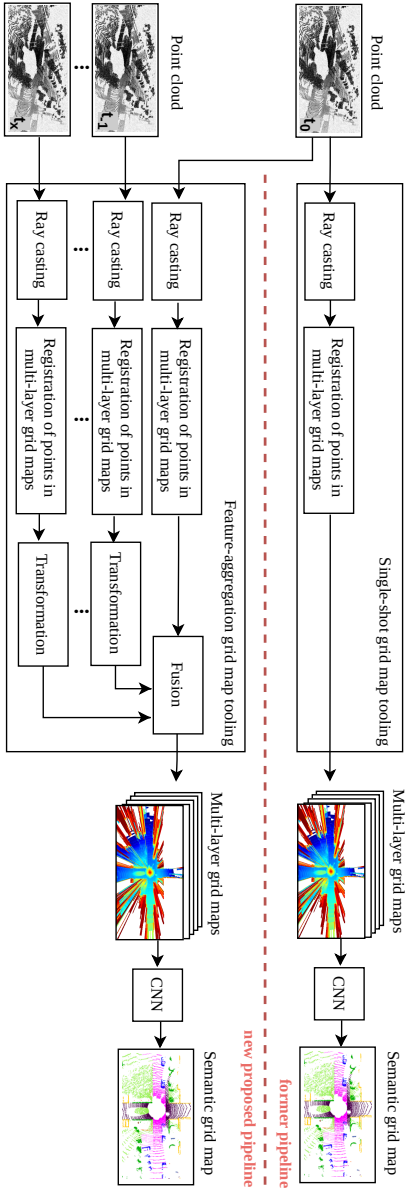 Point cloud
t0
Ray casting
Registration of points in
multi-layer grid maps
Single-shot grid map tooling
Multi-layer grid maps
CNN
Semantic grid map
former pipeline
new proposed pipeline
Point cloud
t-1
...
tx
Ray casting
Registration of points in
multi-layer grid maps
Feature-aggregation grid map tooling
Ray casting
Registration of points in
multi-layer grid maps
Transformation
Fusion
...
...
...
Ray casting
Registration of points in
multi-layer grid maps
Transformation
Multi-layer grid maps
CNN
Semantic grid map